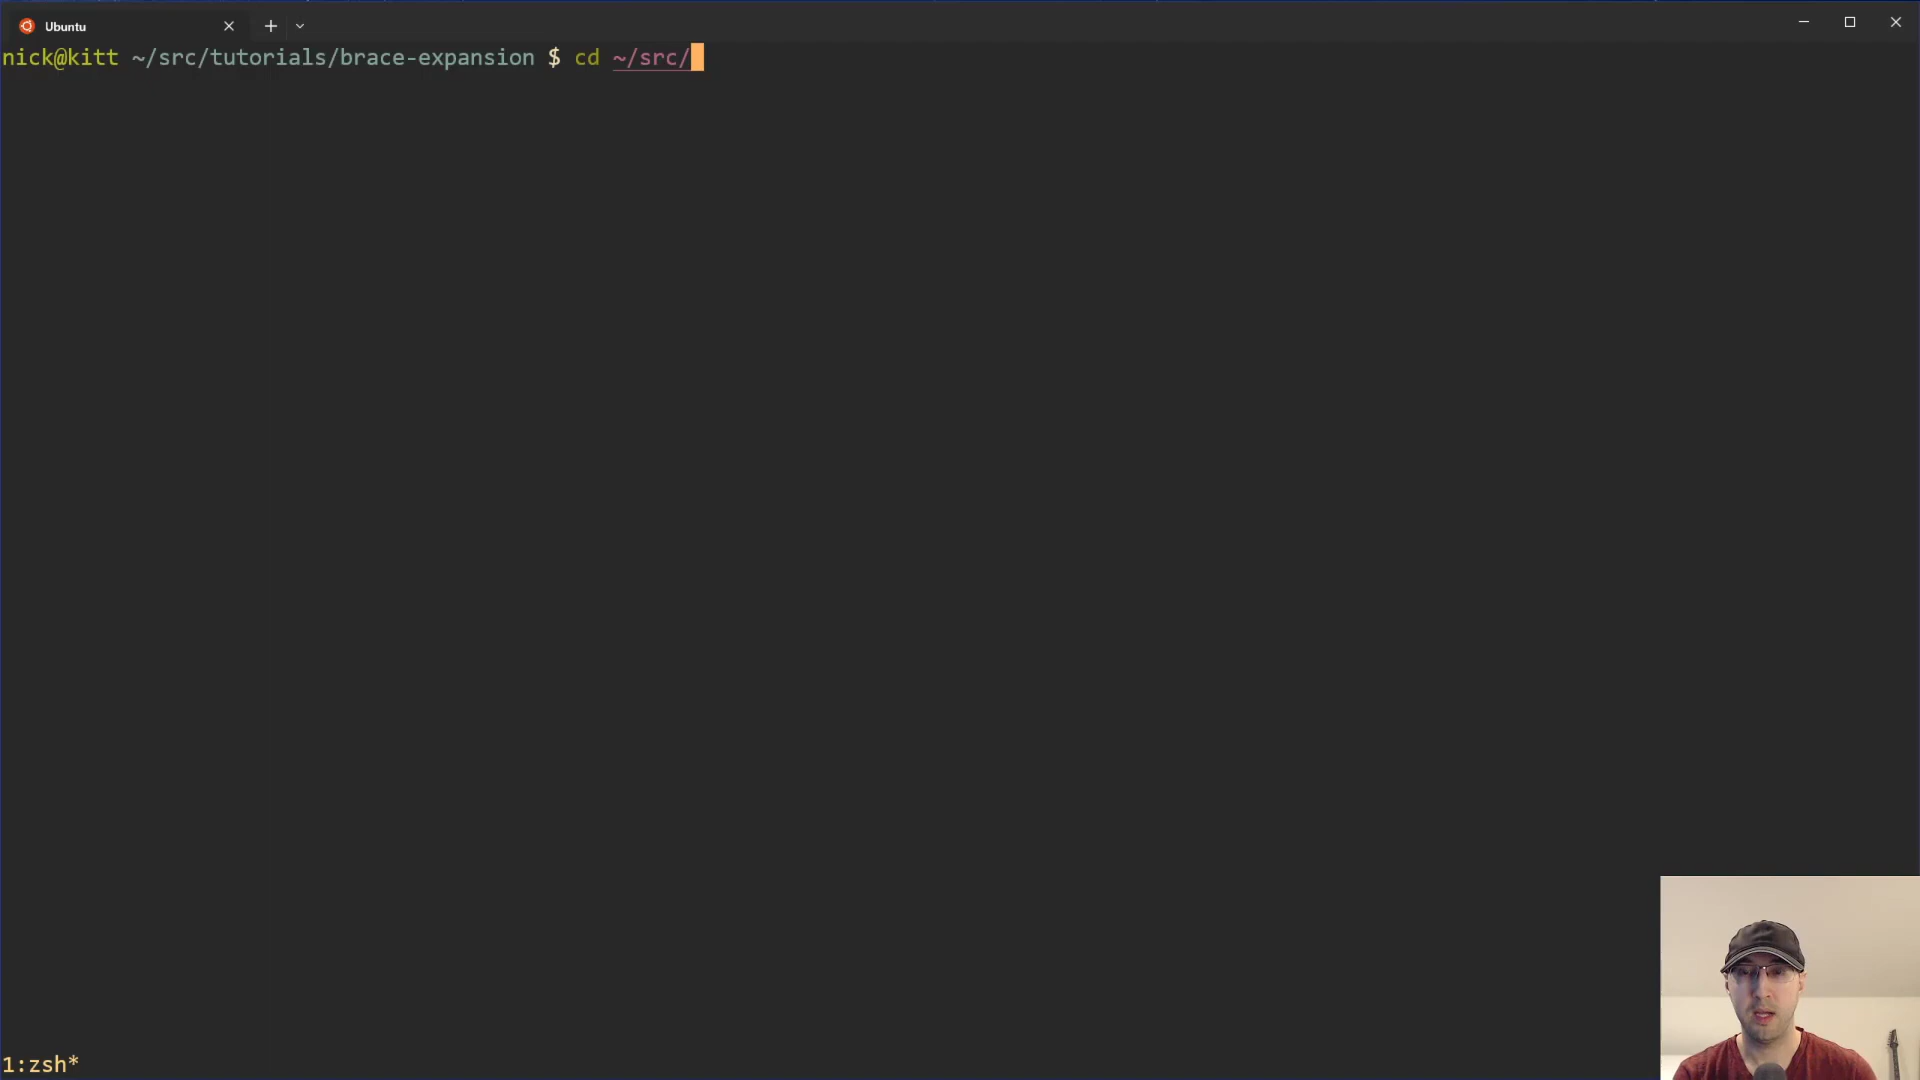 Ubuntu
nick@kitt ~/src/tutorials/brace-expansion $ cd ~/src/
1:zsh*